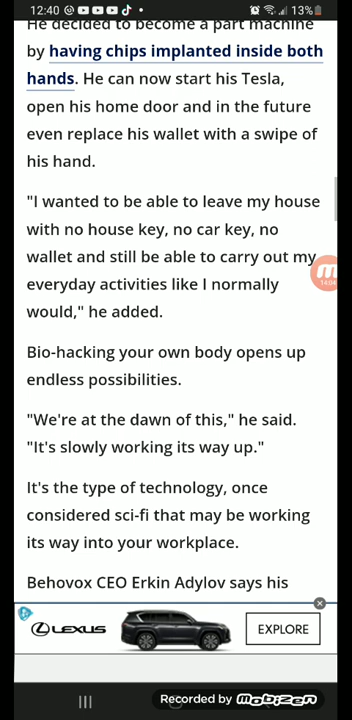 12:40
13%
He decided to become a part machine
by having chips implanted inside both
hands. He can now start his Tesla,
open his home door and in the future
even replace his wallet with a swipe of
his hand.
"I wanted to be able to leave my house
with no house key, no car key, no
wallet and still be able to carry out my
everyday activities like I normally
would," he added.
14:04
Bio-hacking your own body opens up
endless possibilities.
"We're at the dawn of this," he said.
"It's slowly working its way up."
It's the type of technology, once
considered sci-fi that may be working
its way into your workplace.
Behovox CEO Erkin Adylov says his
LEXUS
EXPLORE
Recorded by mobizen